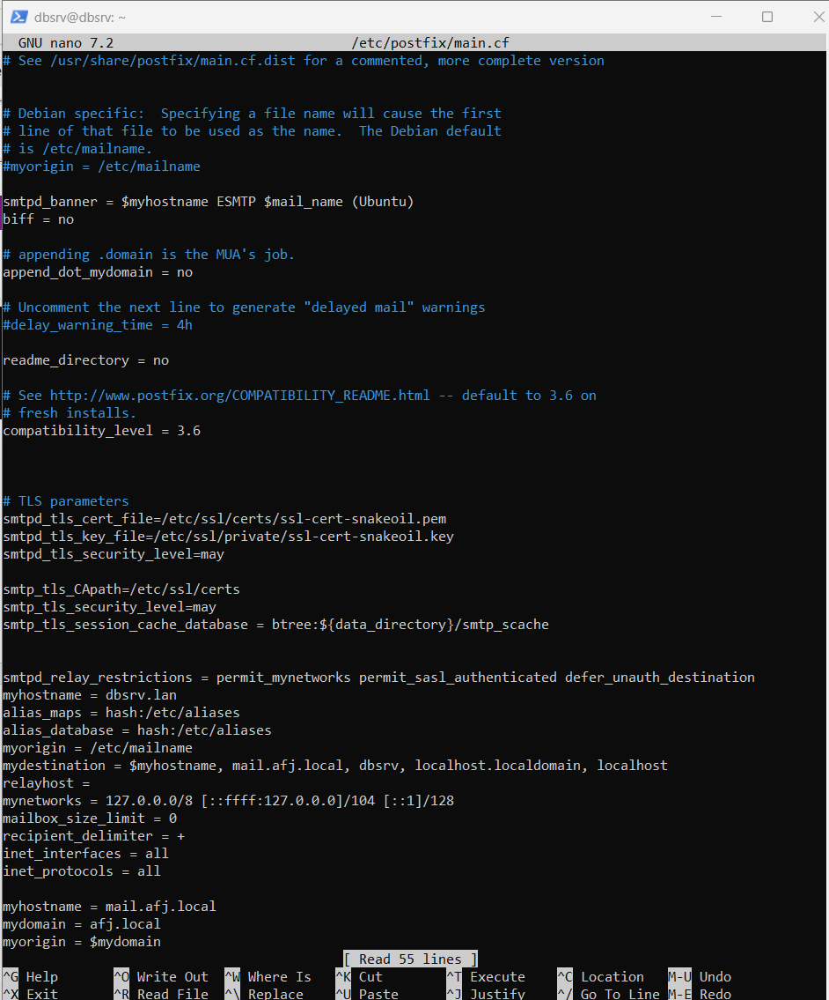 dbsrv@dbsrv: ~
GNU nano 7.2 /etc/postfix/main.cf
# See /usr/share/postfix/main.cf.dist for a commented, more complete version
# Debian specific:  Specifying a file name will cause the first
# line of that file to be used as the name.  The Debian default
# is /etc/mailname.
#myorigin = /etc/mailname
smtpd_banner = $myhostname ESMTP $mail_name (Ubuntu)
biff = no
# appending .domain is the MUA's job.
append_dot_mydomain = no
# Uncomment the next line to generate "delayed mail" warnings
#delay_warning_time = 4h
readme_directory = no
# See http://www.postfix.org/COMPATIBILITY_README.html -- default to 3.6 on
# fresh installs.
compatibility_level = 3.6
# TLS parameters
smtpd_tls_cert_file=/etc/ssl/certs/ssl-cert-snakeoil.pem
smtpd_tls_key_file=/etc/ssl/private/ssl-cert-snakeoil.key
smtpd_tls_security_level=may
smtp_tls_CApath=/etc/ssl/certs
smtp_tls_security_level=may
smtp_tls_session_cache_database = btree:${data_directory}/smtp_scache
smtpd_relay_restrictions = permit_mynetworks permit_sasl_authenticated defer_unauth_destination
myhostname = dbsrv.lan
alias_maps = hash:/etc/aliases
alias_database = hash:/etc/aliases
myorigin = /etc/mailname
mydestination = $myhostname, mail.afj.local, dbsrv, localhost.localdomain, localhost
relayhost =
mynetworks = 127.0.0.0/8 [::ffff:127.0.0.0]/104 [::1]/128
mailbox_size_limit = 0
recipient_delimiter = +
inet_interfaces = all
inet_protocols = all
myhostname = mail.afj.local
mydomain = afj.local
myorigin = $mydomain
[ Read 55 lines ]
^G Help ^O Write Out ^W Where Is ^K Cut ^T Execute ^C Location M-U Undo
^X Exit ^R Read File ^\ Replace ^U Paste ^J Justify ^/ Go To Line M-E Redo